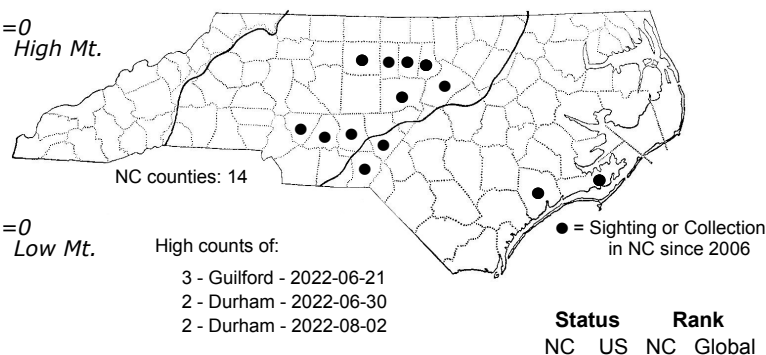 =0
High Mt.
NC counties: 14
=0
Low Mt.
High counts of:
3 - Guilford - 2022-06-21
2 - Durham - 2022-06-30
2 - Durham - 2022-08-02
● = Sighting or Collection
in NC since 2006
Status Rank
NC US NC Global